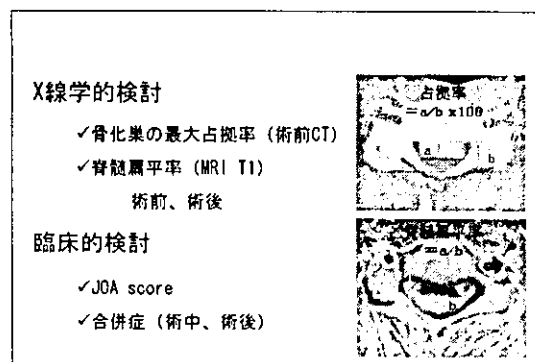 X線学的検討
✓骨化巣の最大占拠率 (術前CT)
✓脊髄扁平率 (MRI T1)
術前、術後
臨床的検討
✓JOA score
✓合併症 (術中、術後)
占拠率
=a/b x100
a
b
脊髄扁平率
=a/b
b